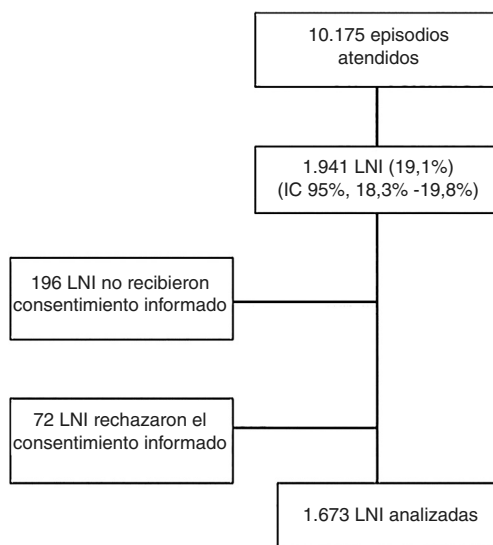 10.175 episodios
atendidos
1.941 LNI (19,1%)
(IC 95%, 18,3% -19,8%)
196 LNI no recibieron
consentimiento informado
72 LNI rechazaron el
consentimiento informado
1.673 LNI analizadas